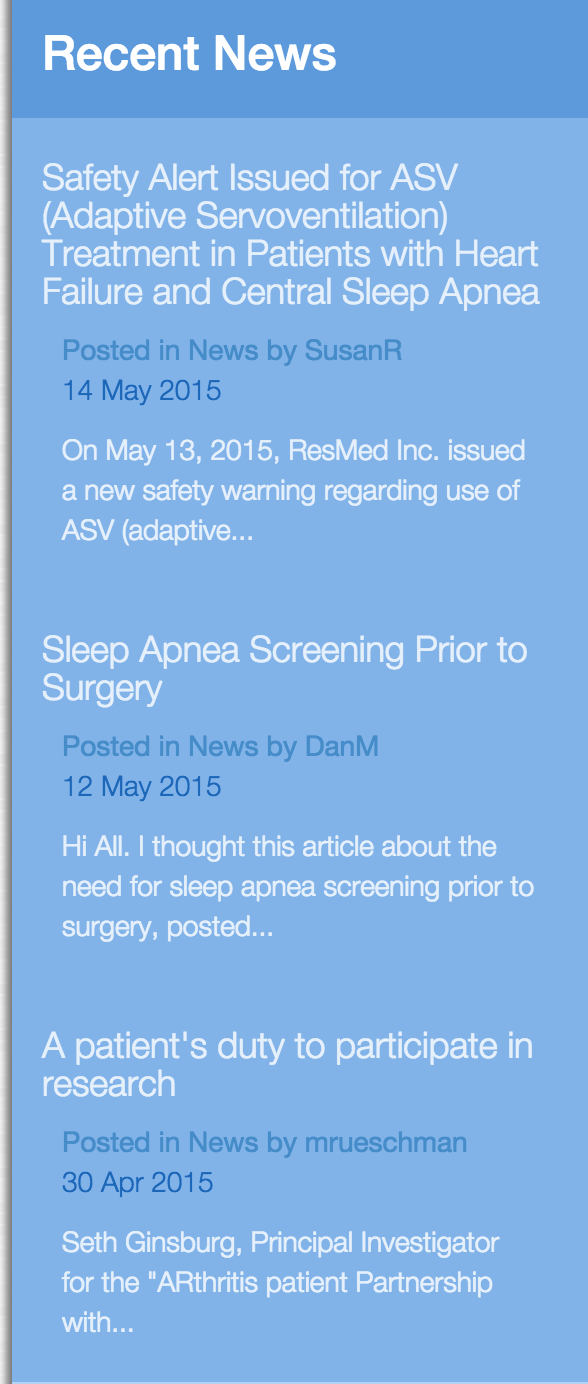 Recent News
Safety Alert Issued for ASV
(Adaptive Servoventilation)
Treatment in Patients with Heart
Failure and Central Sleep Apnea
Posted in News by SusanR
14 May 2015
On May 13, 2015, ResMed Inc. issued
a new safety warning regarding use of
ASV (adaptive...
Sleep Apnea Screening Prior to
Surgery
Posted in News by DanM
12 May 2015
Hi All. I thought this article about the
need for sleep apnea screening prior to
surgery, posted...
A patient's duty to participate in
research
Posted in News by mrueschman
30 Apr 2015
Seth Ginsburg, Principal Investigator
for the "ARthritis patient Partnership
with...